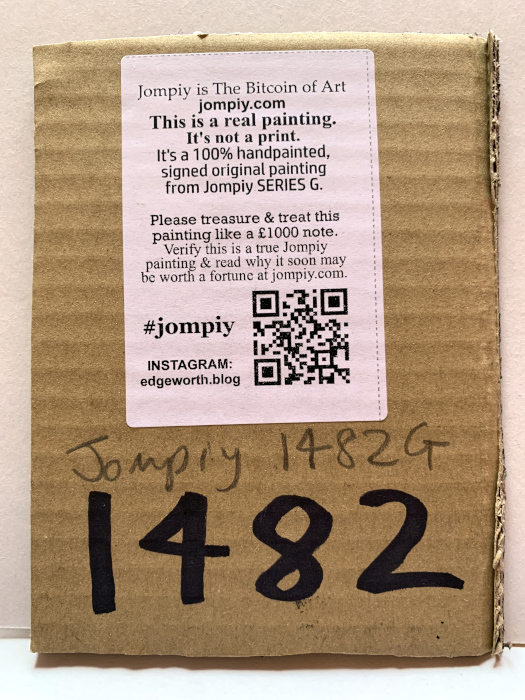 Jompiy is The Bitcoin of Art
jompiy.com
This is a real painting.
It's not a print.
It's a 100% handpainted,
signed original painting
from Jompiy SERIES G.
Please treasure & treat this
painting like a £1000 note.
Verify this is a true Jompiy
painting & read why it soon may
be worth a fortune at jompiy.com.
#jompiy
INSTAGRAM:
edgeworth.blog
Jompiy 1482G
1482